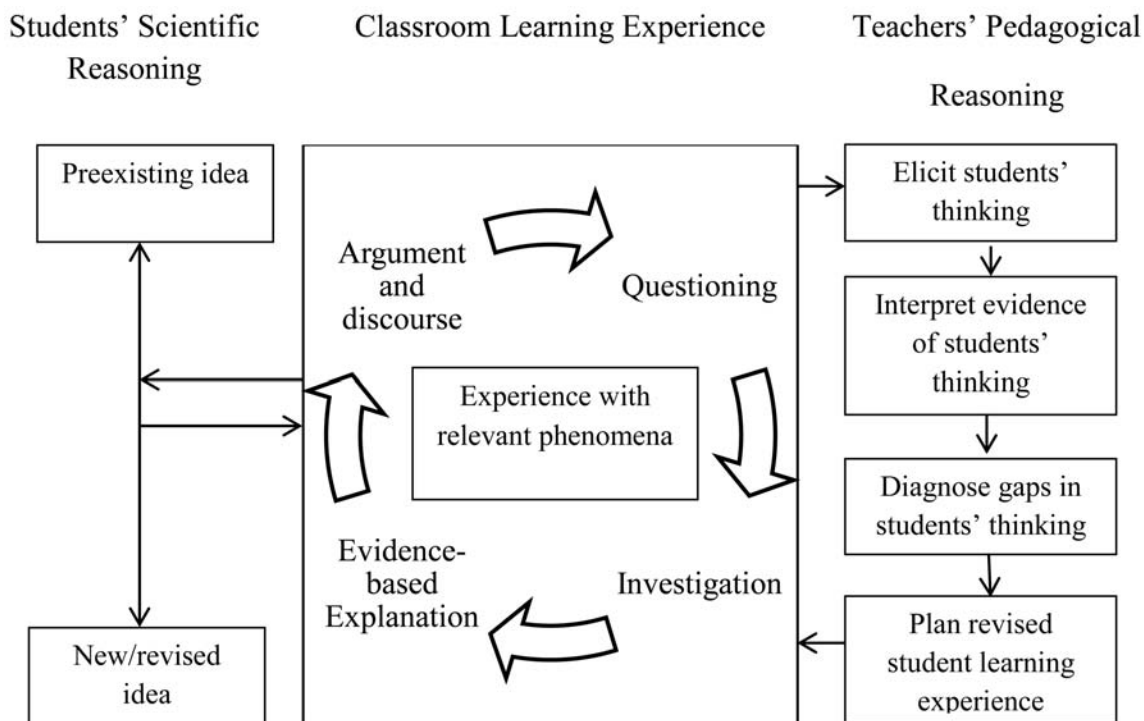 Students’ Scientific
Reasoning
Classroom Learning Experience
Teachers’ Pedagogical
Reasoning
Preexisting idea
New/revised
idea
Argument
and
discourse
Questioning
Experience with
relevant phenomena
Evidence-
based
Explanation
Investigation
Elicit students’
thinking
Interpret evidence
of students’
thinking
Diagnose gaps in
students’ thinking
Plan revised
student learning
experience